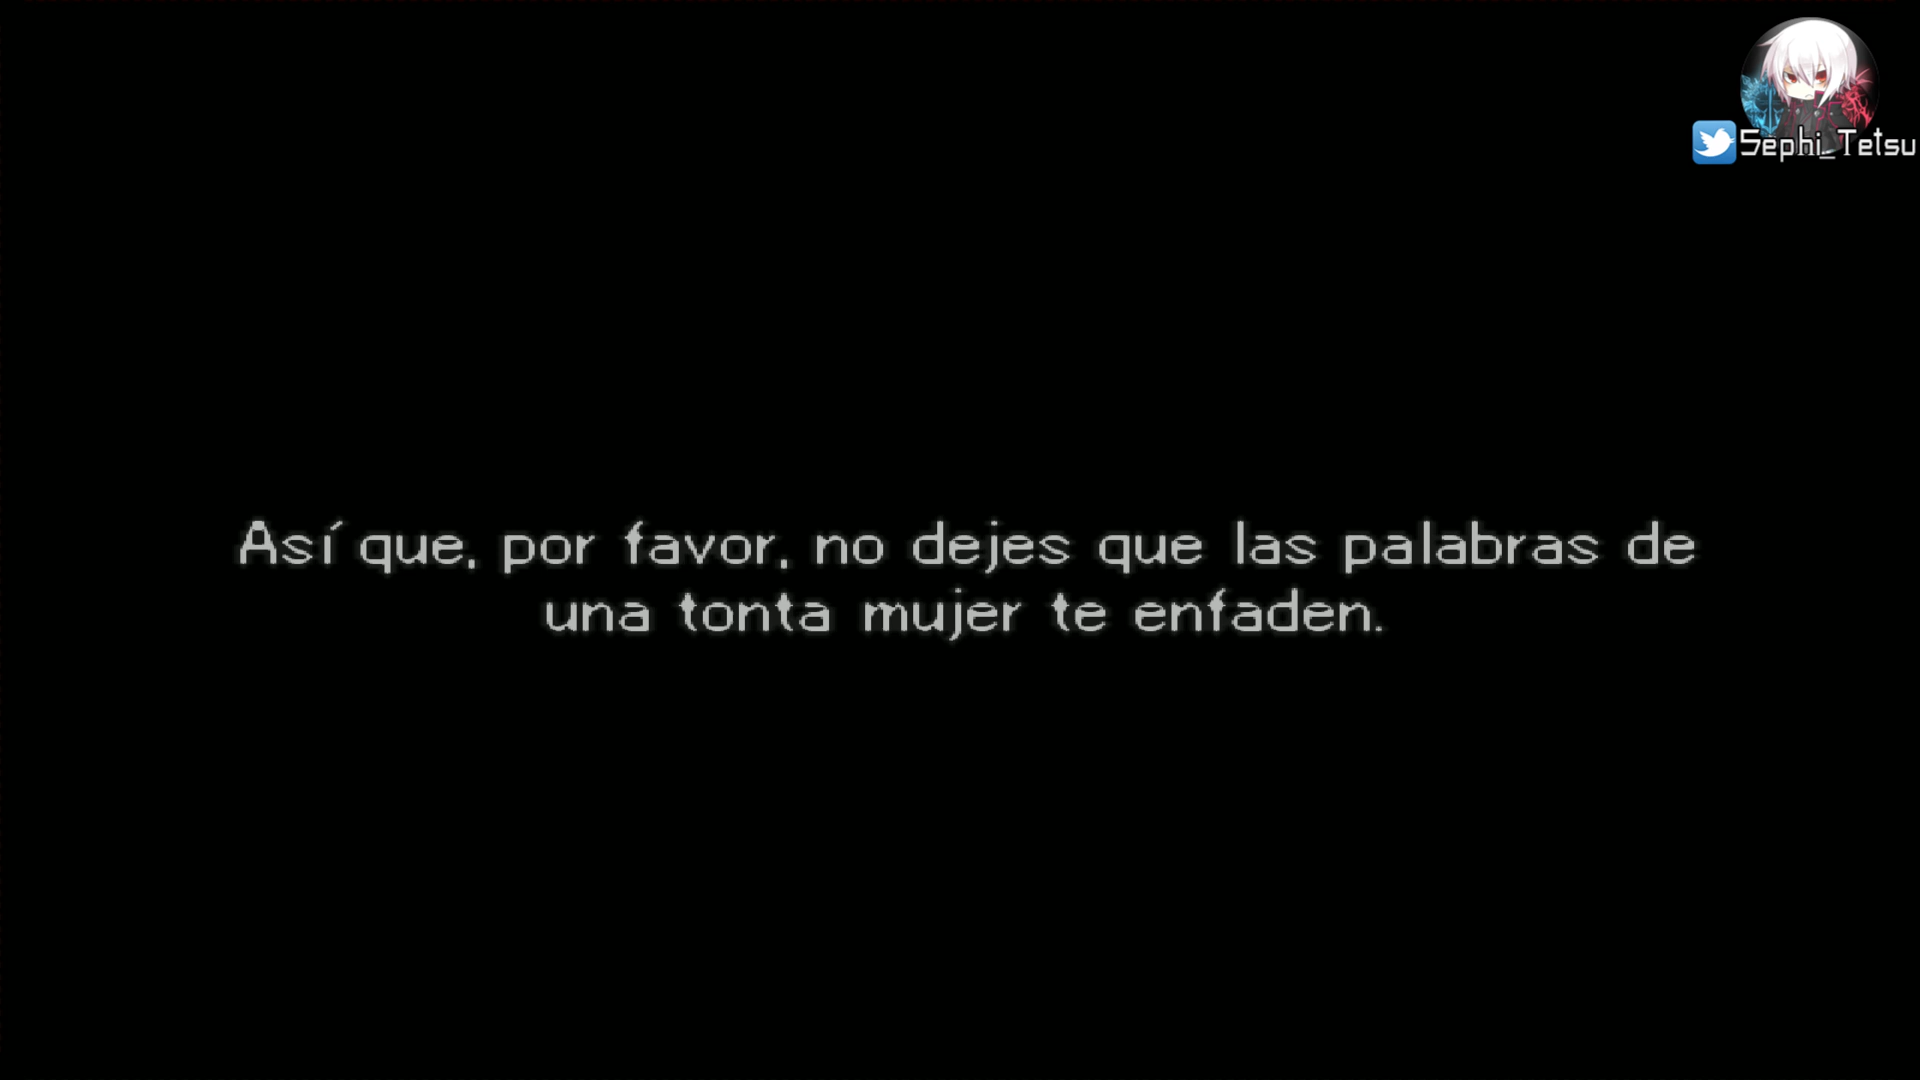 Sephi_Tetsu
Así que, por favor, no dejes que las palabras de
una tonta mujer te enfaden.